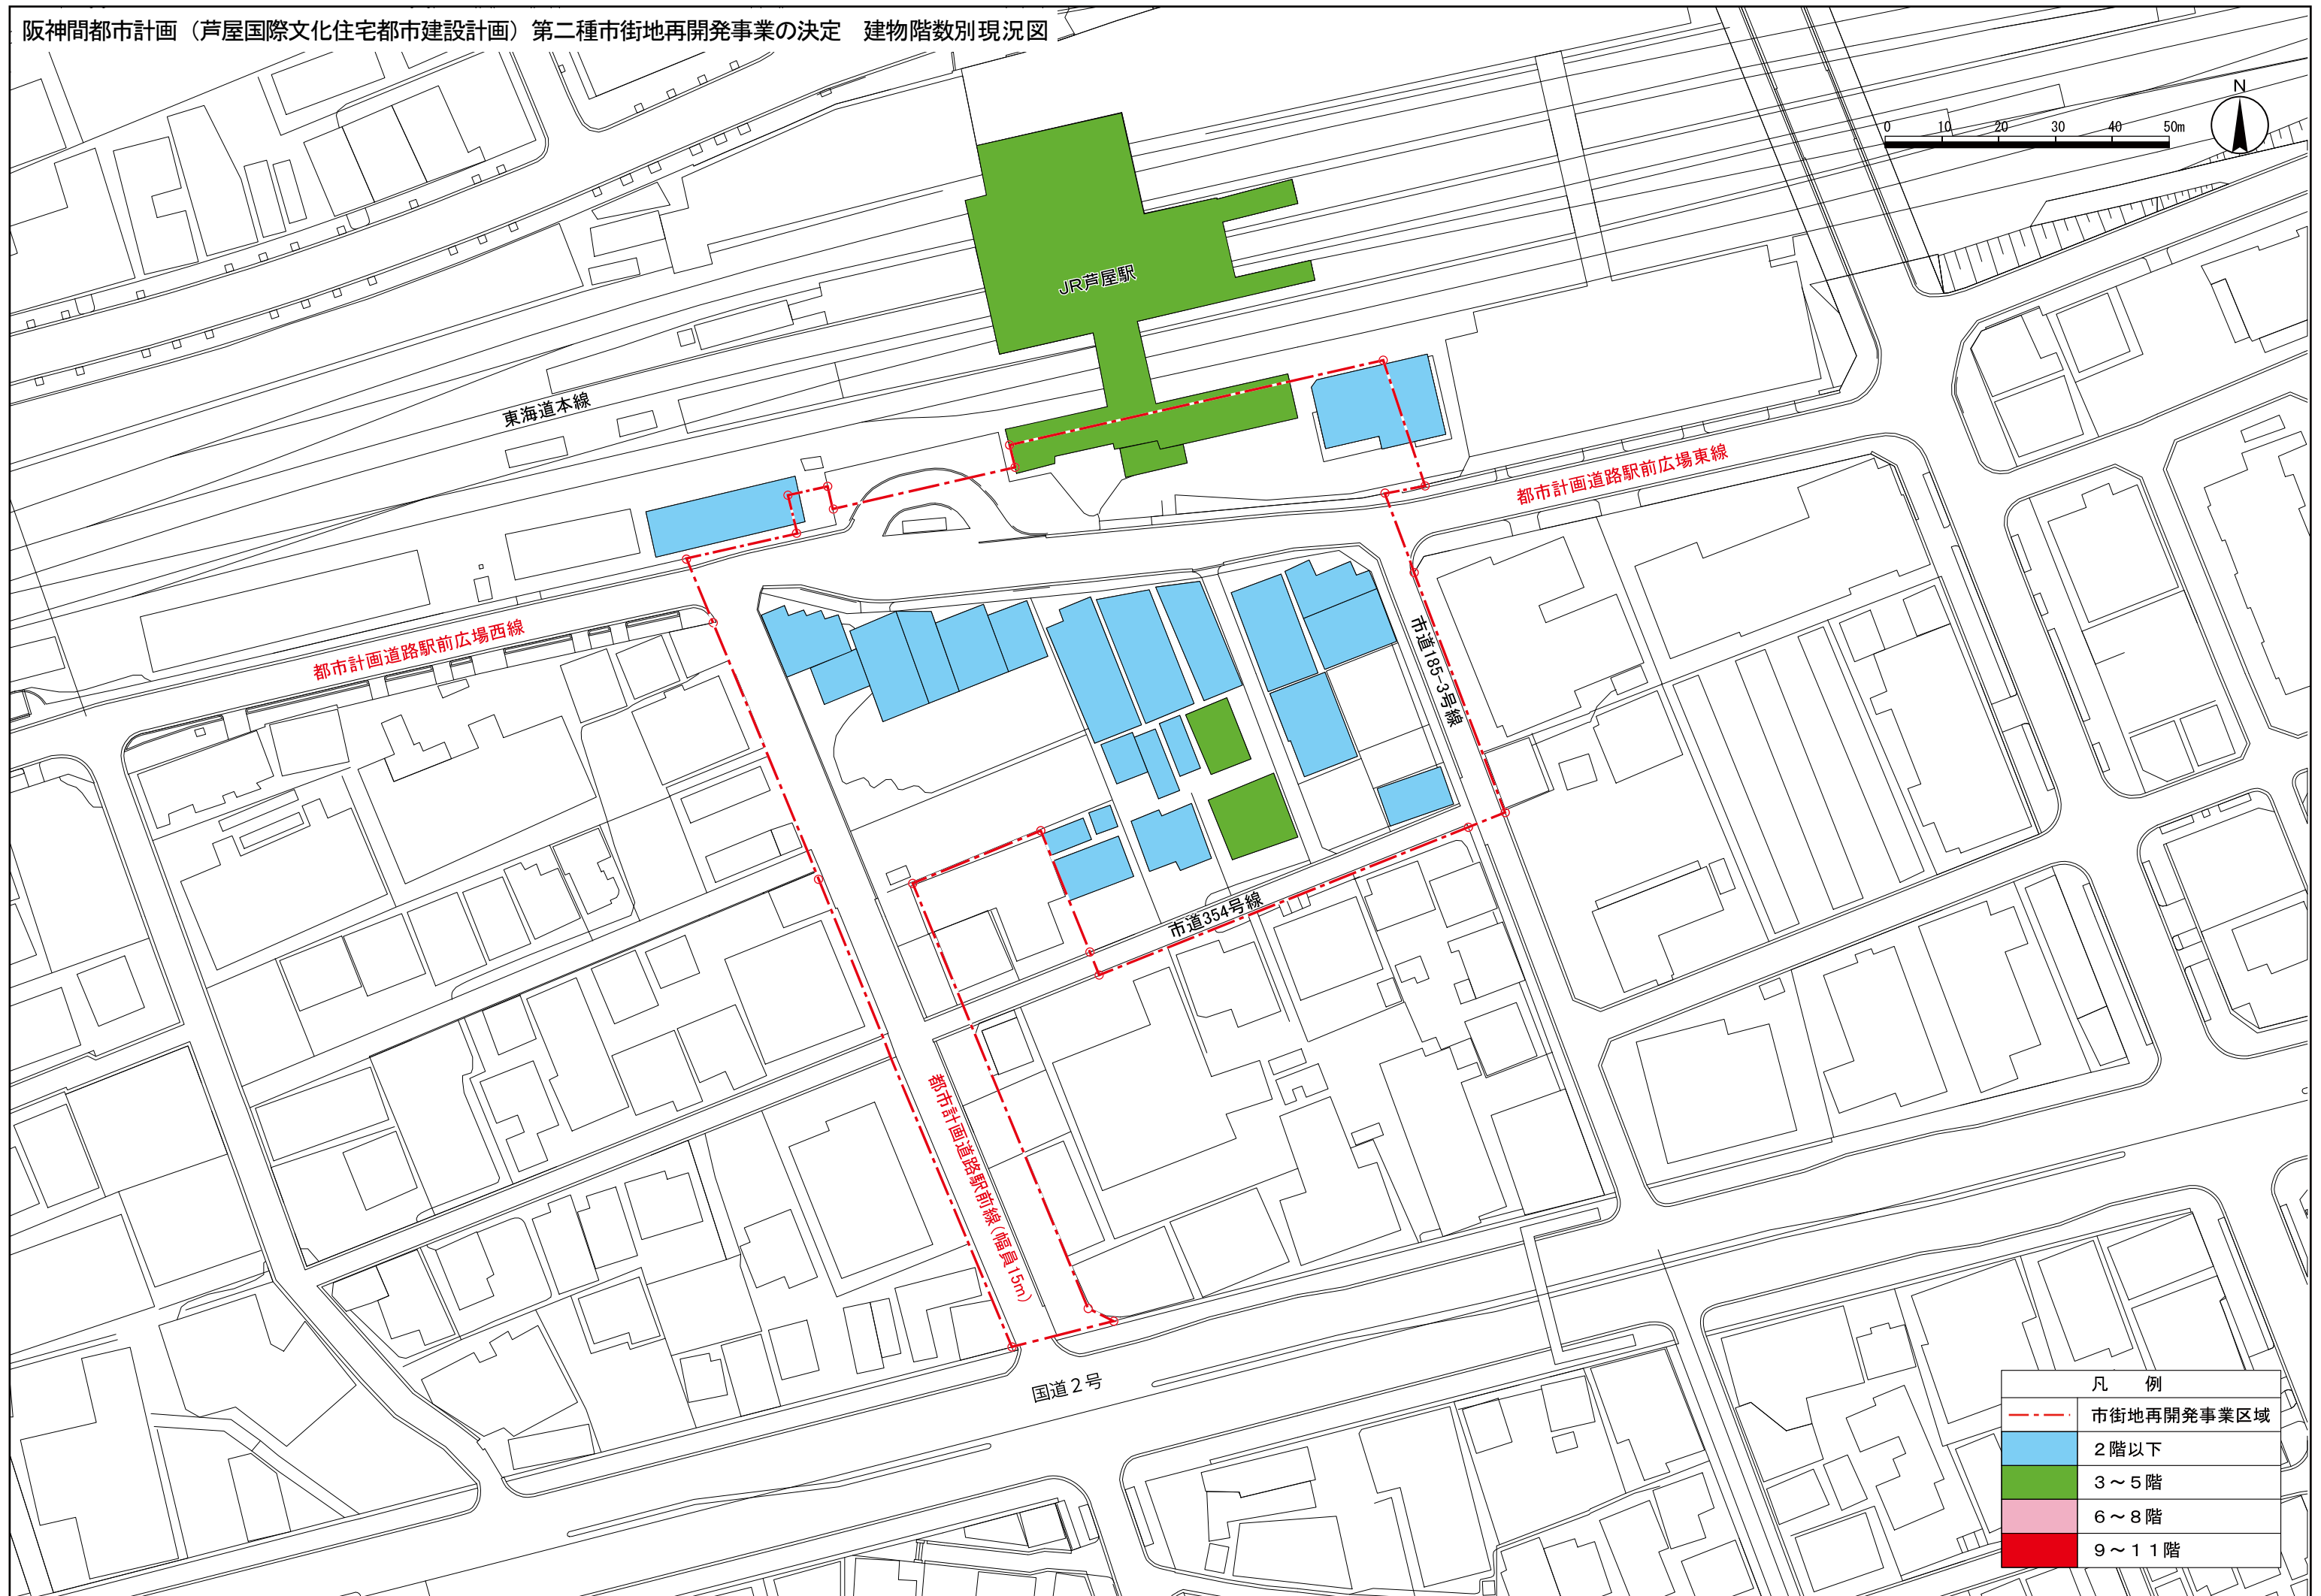 阪神間都市計画（芦屋国際文化住宅都市建設計画）第二種市街地再開発事業の決定　建物階数別現況図
N
0 10 20 30 40 50m
JR芦屋駅
東海道本線
都市計画道路駅前広場東線
都市計画道路駅前広場西線
市道185-3号線
市道354号線
都市計画道路駅前線（幅員15m）
国道２号
凡　例
市街地再開発事業区域
２階以下
３～５階
６～８階
９～１１階